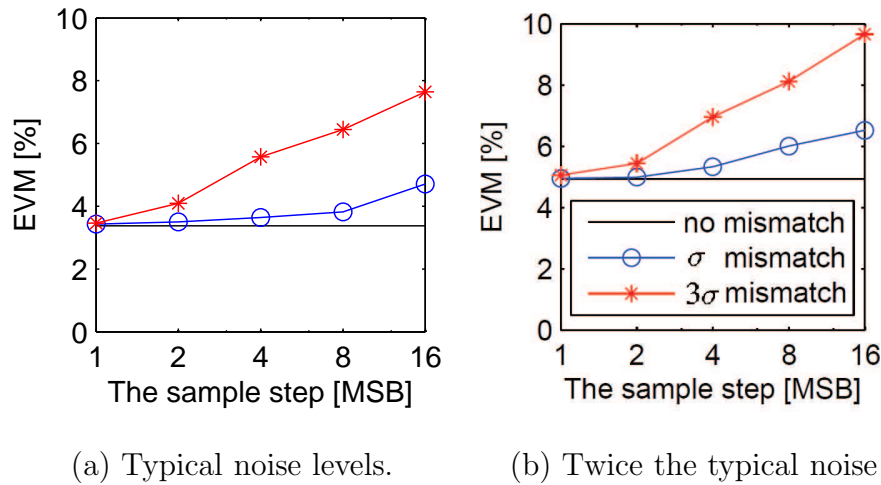 10
8
6
4
2
0
EVM [%]
1 2 4 8 16
The sample step [MSB]
(a) Typical noise levels.
10
8
6
4
2
0
EVM [%]
no mismatch
σ mismatch
3σ mismatch
1 2 4 8 16
The sample step [MSB]
(b) Twice the typical noise